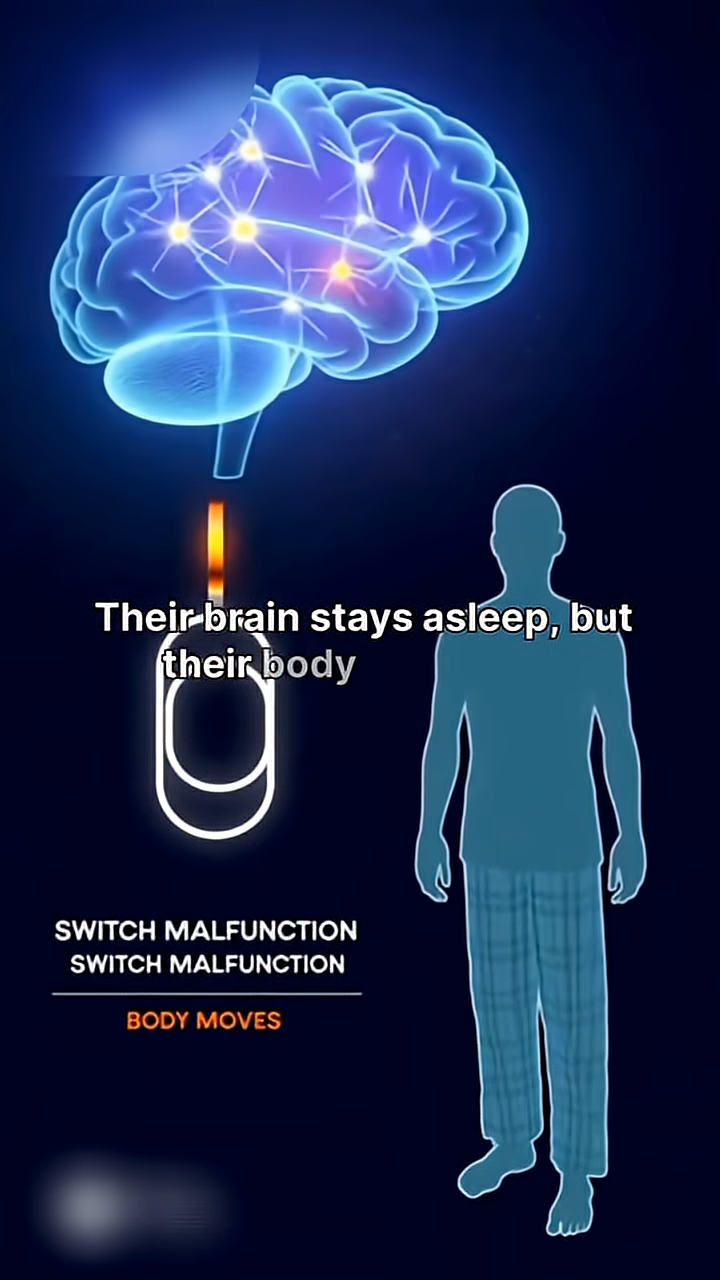 Their brain stays asleep, but
their body
SWITCH MALFUNCTION
SWITCH MALFUNCTION
BODY MOVES